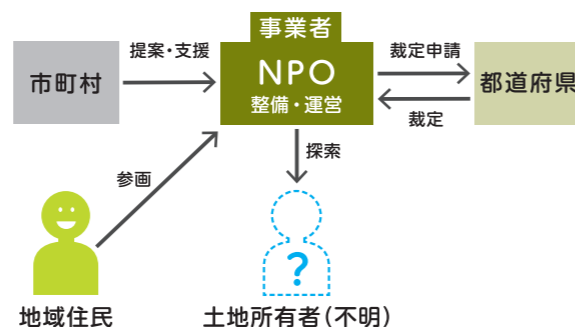 事業者
市町村
提案・支援
NPO
整備・運営
裁定申請
裁定
都道府県
参画
探索
?
地域住民
土地所有者(不明)